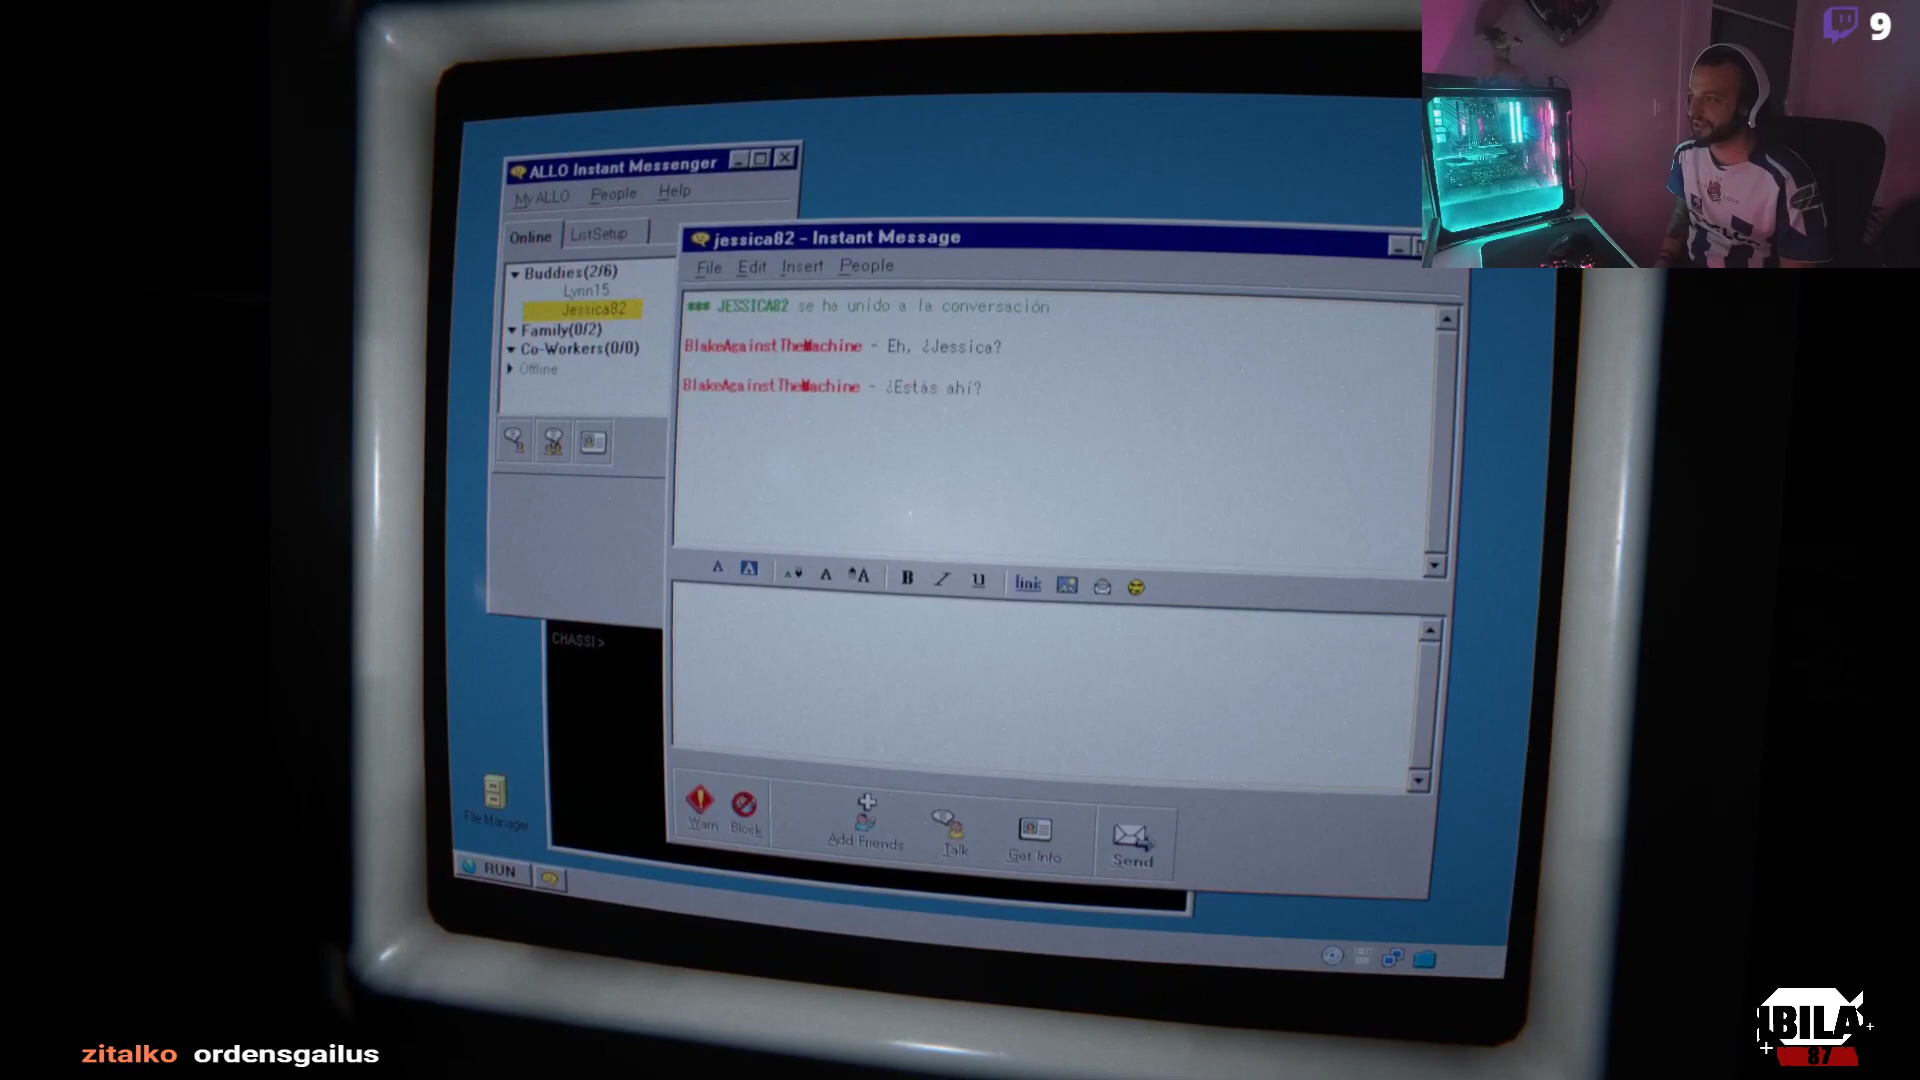 9
ALLO Instant Messenger
My ALLO People Help
Online ListSetup
Buddies(2/6)
Lynn15
Jessica82
Family(0/2)
Co-Workers(0/0)
Offline
jessica82 - Instant Message
File Edit Insert People
*** JESSICA82 se ha unido a la conversación
BlakeAgainstTheMachine - Eh, ¿Jessica?
BlakeAgainstTheMachine - ¿Estás ahí?
A A A A A B I U link
CHASSI>
Warn Block Add Friends Talk Get Info Send
File Manager
RUN
zitalko ordensgailus
ABILA
87